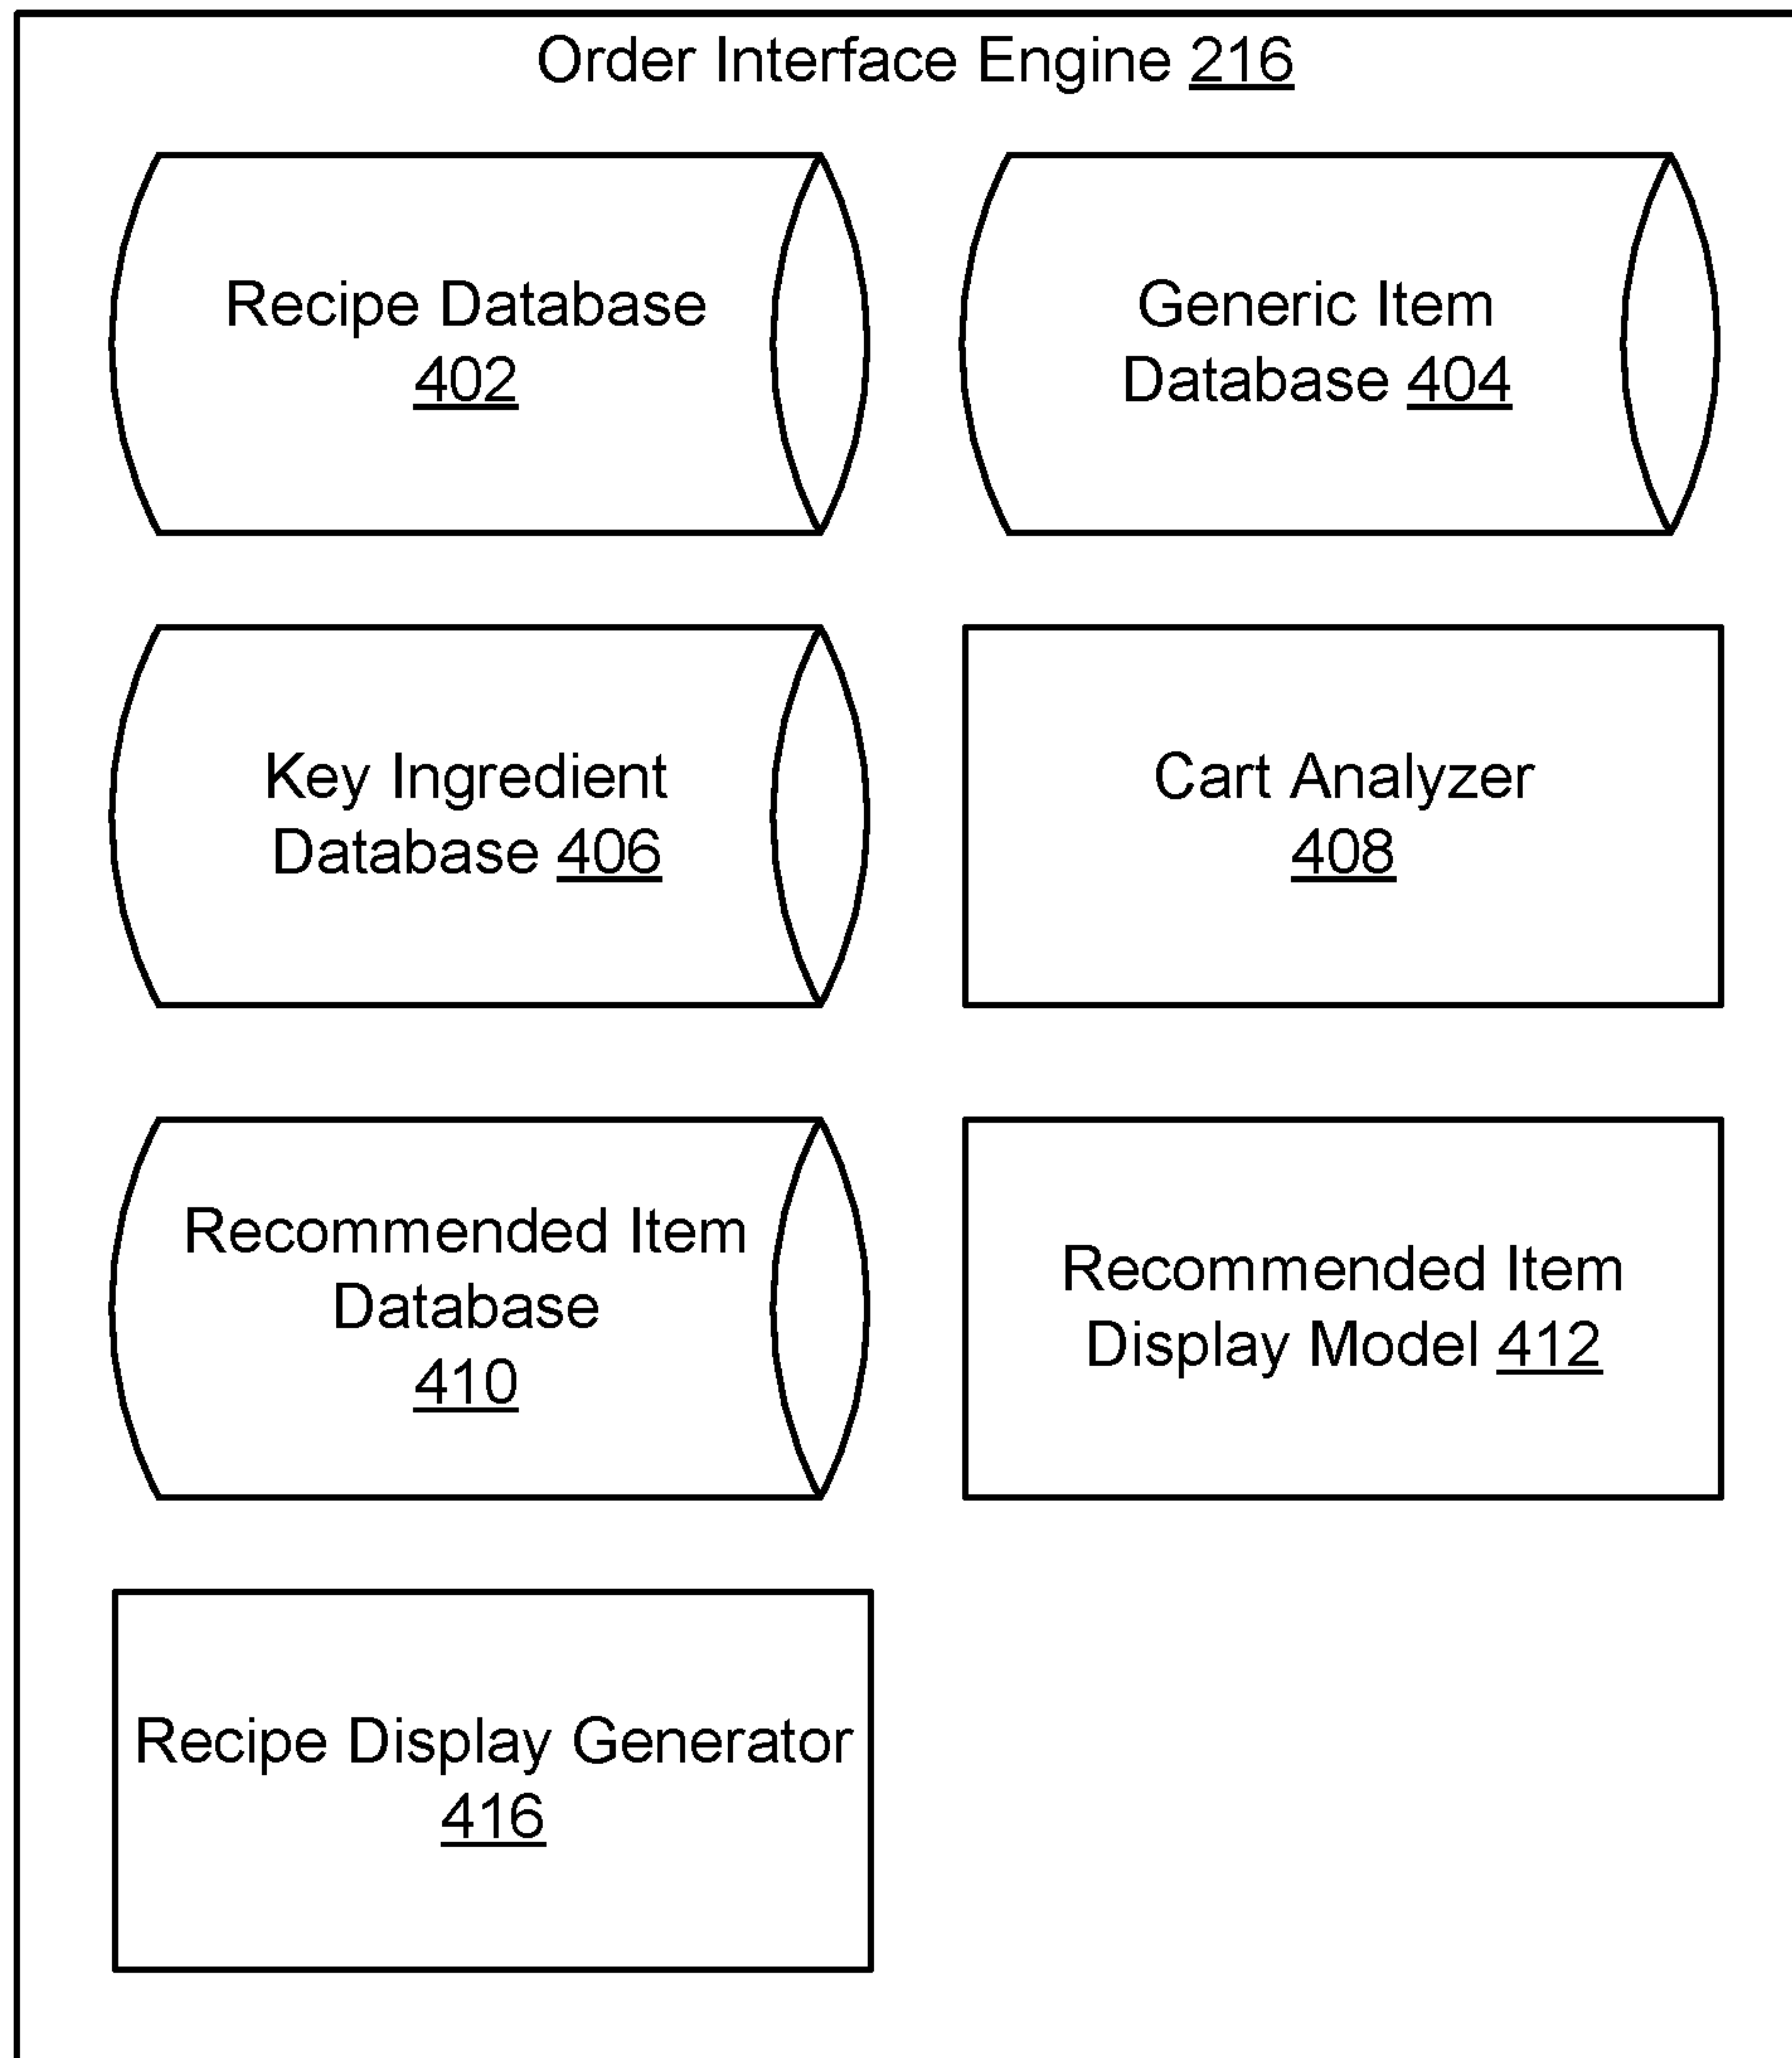 Order Interface Engine 216
Recipe Database
402
Generic Item
Database 404
Key Ingredient
Database 406
Cart Analyzer
408
Recommended Item
Database
410
Recommended Item
Display Model 412
Recipe Display Generator
416